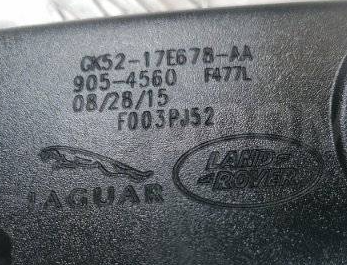 GK52-17E678-AA
905-4560 F477L
08/28/15
F003PJ52
JAGUAR
LAND-
-ROVER